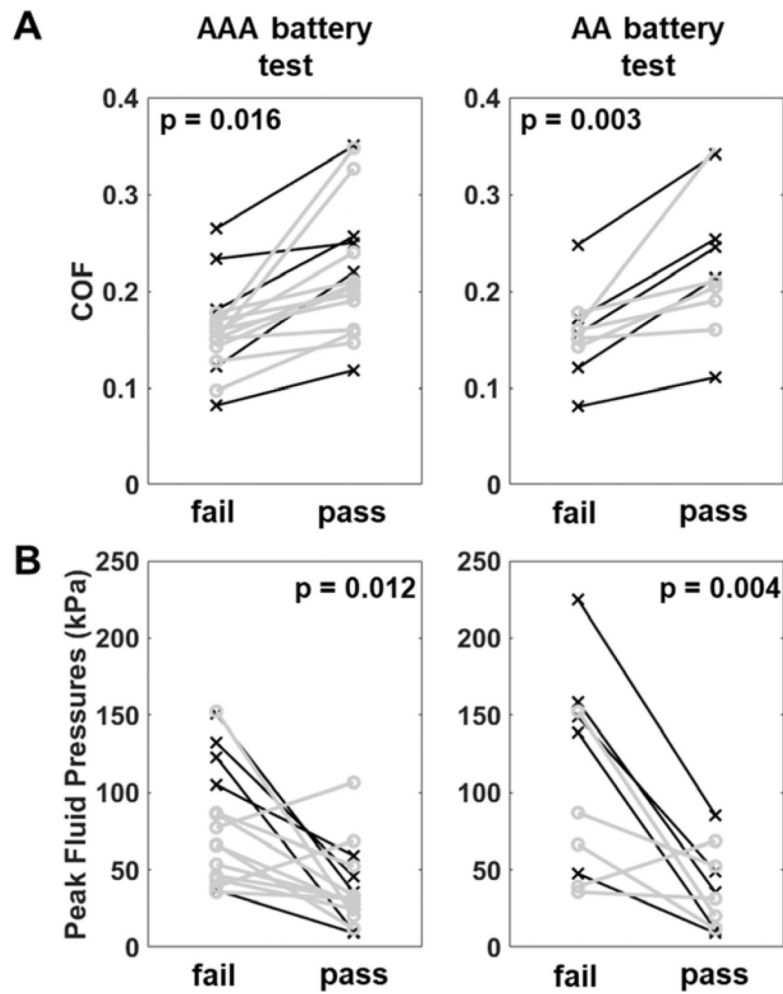 A
AAA battery
test
AA battery
test
0.4
0.3
0.2
0.1
0
COF
p = 0.016
fail
pass
0.4
0.3
0.2
0.1
0
p = 0.003
fail
pass
B
250
200
150
100
50
0
Peak Fluid Pressures (kPa)
p = 0.012
fail
pass
250
200
150
100
50
0
p = 0.004
fail
pass